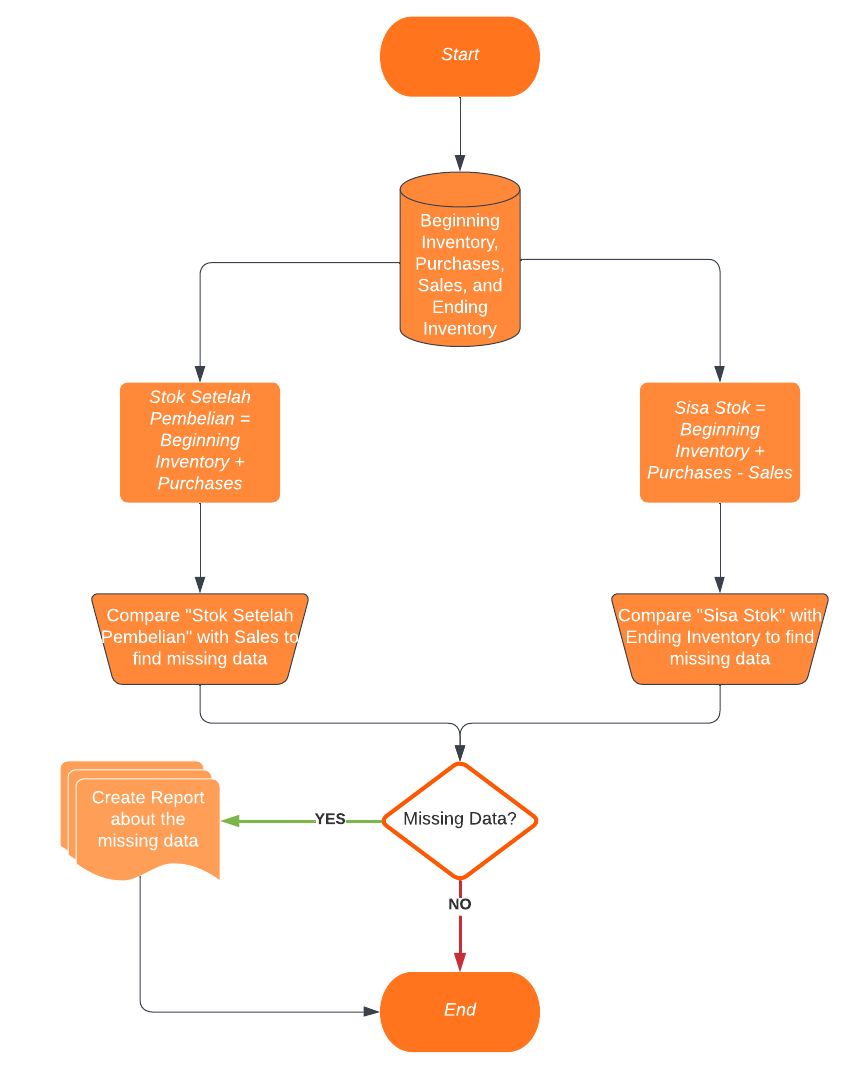 Start
Beginning
Inventory,
Purchases,
Sales, and
Ending
Inventory
Stok Setelah
Pembelian =
Beginning
Inventory +
Purchases
Sisa Stok =
Beginning
Inventory +
Purchases - Sales
Compare "Stok Setelah
Pembelian" with Sales to
find missing data
Compare "Sisa Stok" with
Ending Inventory to find
missing data
Missing Data?
YES
Create Report
about the
missing data
NO
End